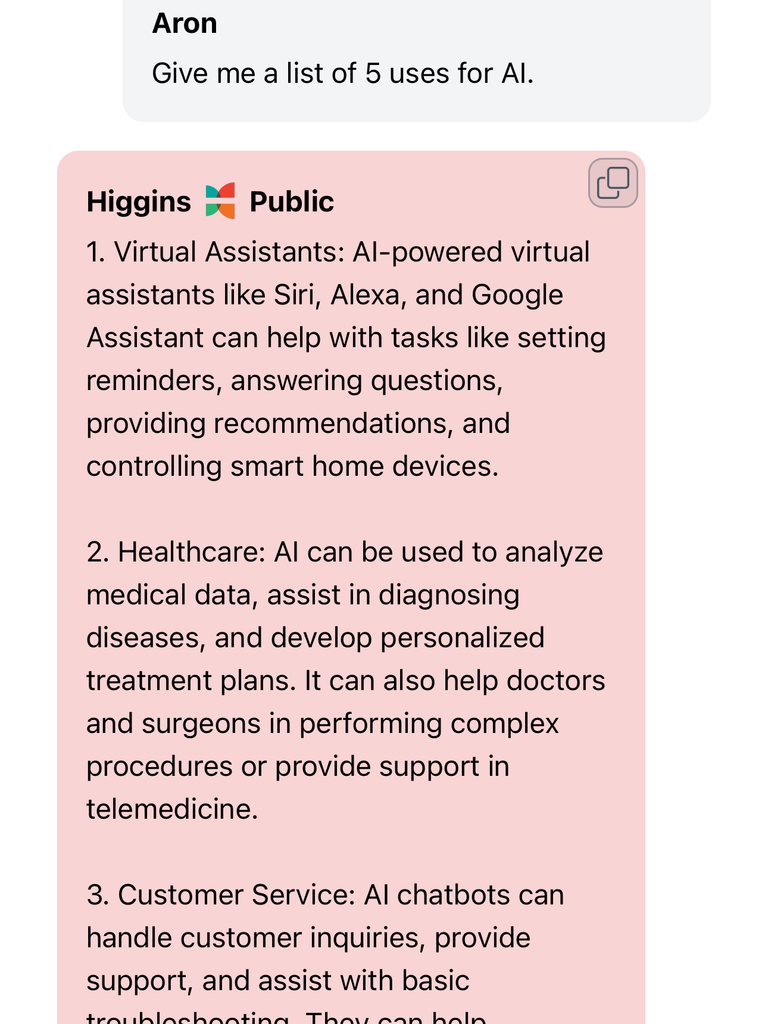 Aron
Give me a list of 5 uses for AI.
Higgins Public
1. Virtual Assistants: AI-powered virtual
assistants like Siri, Alexa, and Google
Assistant can help with tasks like setting
reminders, answering questions,
providing recommendations, and
controlling smart home devices.
2. Healthcare: AI can be used to analyze
medical data, assist in diagnosing
diseases, and develop personalized
treatment plans. It can also help doctors
and surgeons in performing complex
procedures or provide support in
telemedicine.
3. Customer Service: AI chatbots can
handle customer inquiries, provide
support, and assist with basic
troubleshooting. They can help